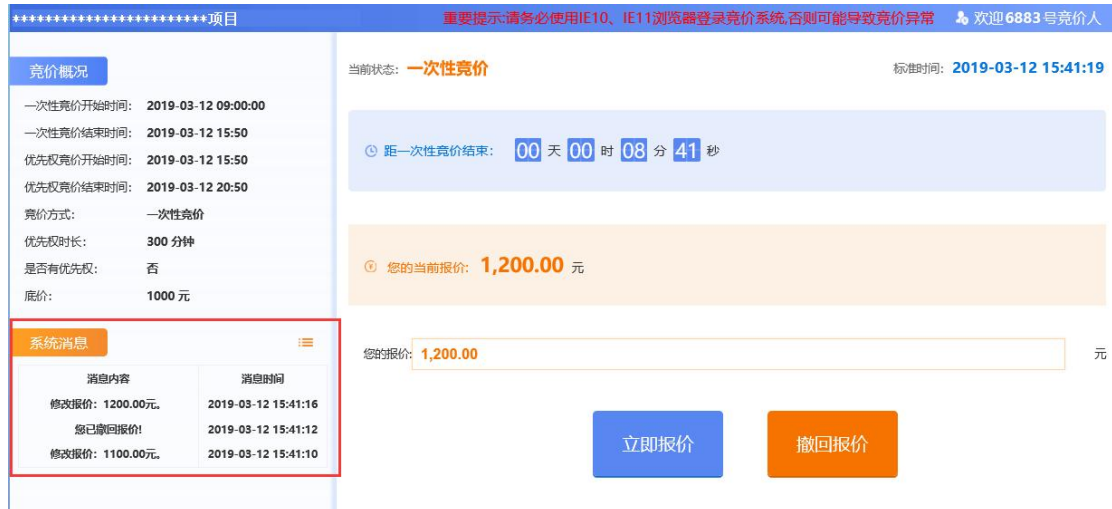 *************************项目 重要提示:请务必使用IE10、IE11浏览器登录竞价系统,否则可能导致竞价异常 欢迎6883号竞价人
竞价概况
一次性竞价开始时间： 2019-03-12 09:00:00
一次性竞价结束时间： 2019-03-12 15:50
优先权竞价开始时间： 2019-03-12 15:50
优先权竞价结束时间： 2019-03-12 20:50
竞价方式： 一次性竞价
优先权时长： 300 分钟
是否有优先权： 否
底价： 1000 元
系统消息
消息内容 消息时间
修改报价：1200.00元。 2019-03-12 15:41:16
您已撤回报价! 2019-03-12 15:41:12
修改报价：1100.00元。 2019-03-12 15:41:10
当前状态：一次性竞价 标准时间：2019-03-12 15:41:19
距一次性竞价结束： 00 天 00 时 08 分 41 秒
您的当前报价: 1,200.00 元
您的报价: 1,200.00 元
立即报价 撤回报价